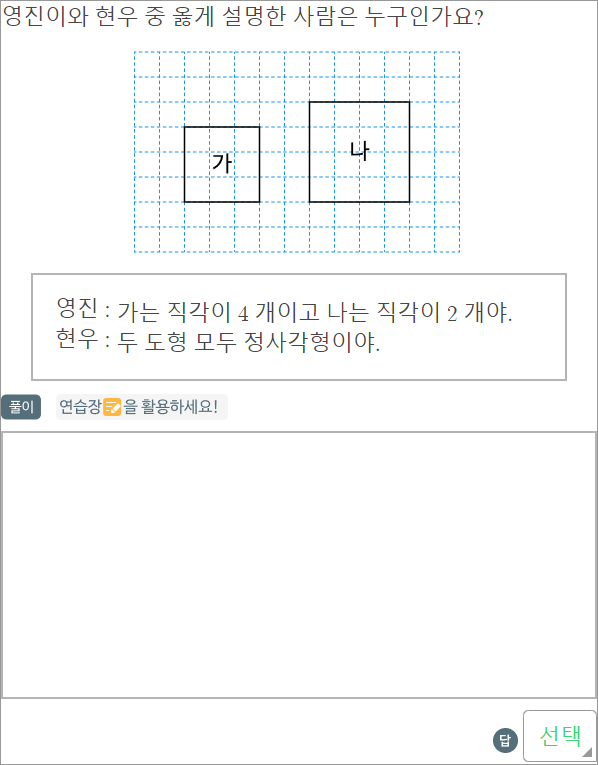 영진이와 현우 중 옳게 설명한 사람은 누구인가요?
가
나
영진 : 가는 직각이 4 개이고 나는 직각이 2 개야.
현우 : 두 도형 모두 정사각형이야.
풀이 연습장을 활용하세요!
답 선택